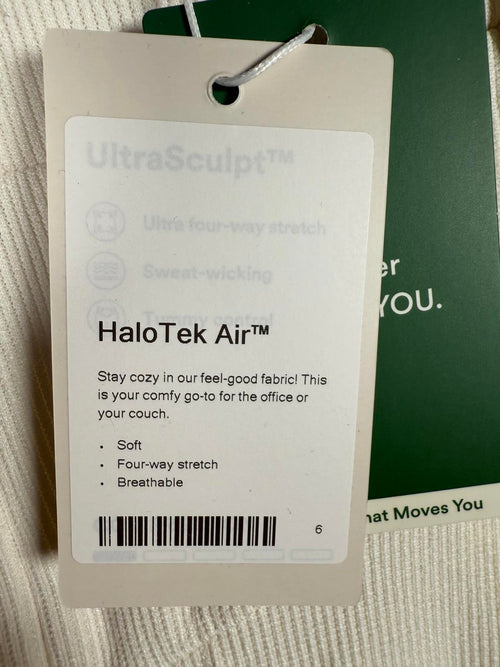 UltraSculpt™
Ultra four-way stretch
Sweat-wicking
Tummy control
HaloTek Air™
Stay cozy in our feel-good fabric! This
is your comfy go-to for the office or
your couch.
• Soft
• Four-way stretch
• Breathable
6
er
YOU.
hat Moves You